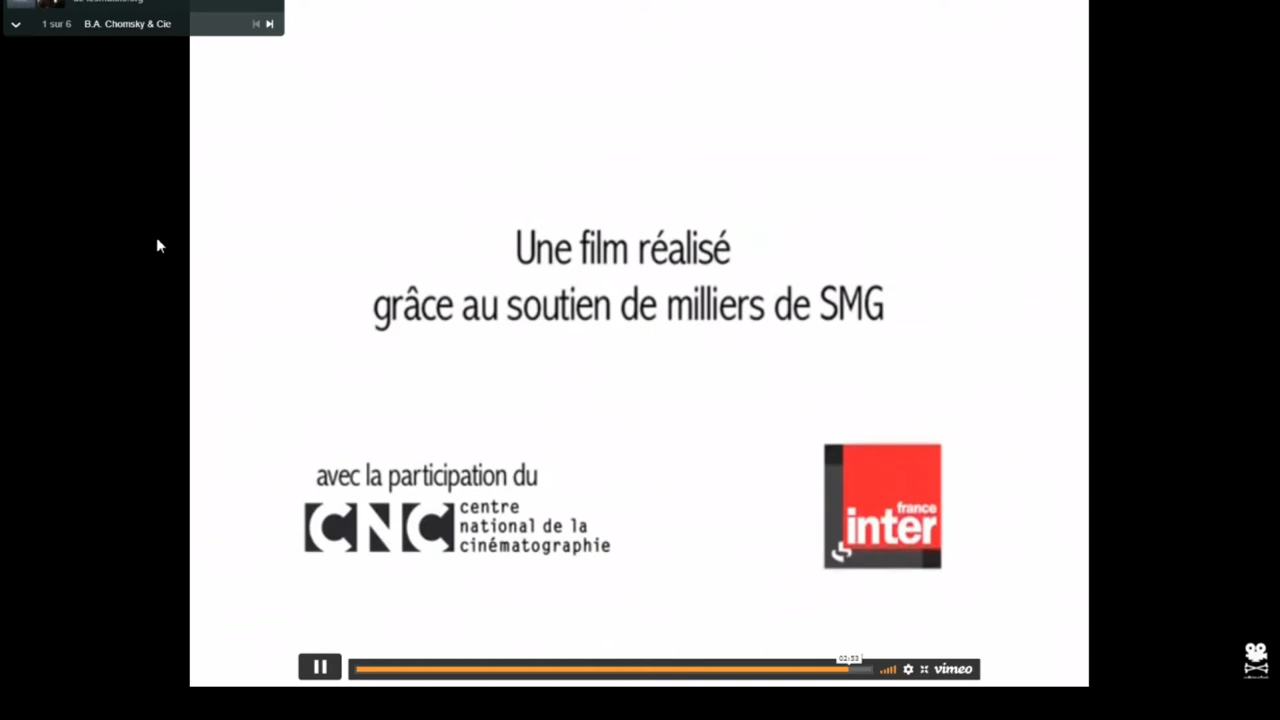 1 sur 6 B.A. Chomsky & Cie
Une film réalisé
grâce au soutien de milliers de SMG
avec la participation du
CNC
centre
national de la
cinématographie
france
inter
02:53
vimeo